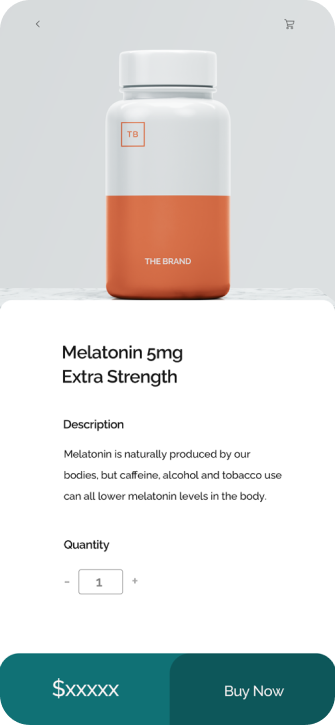 TB
THE BRAND
Melatonin 5mg
Extra Strength
Description
Melatonin is naturally produced by our
bodies, but caffeine, alcohol and tobacco use
can all lower melatonin levels in the body.
Quantity
- 1 +
$xxxxx
Buy Now